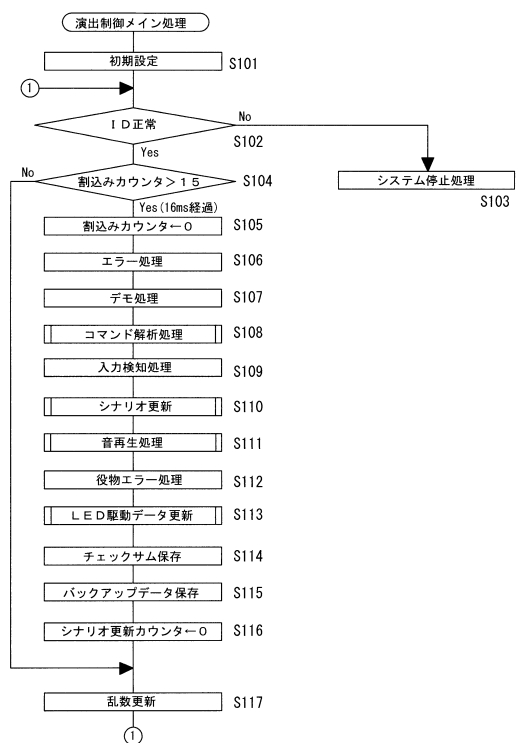 演出制御メイン処理
初期設定 S101
①
ＩＤ正常 No
S102
Yes
No 割込みカウンタ＞１５ S104
システム停止処理
S103
Yes(16ms経過)
割込みカウンタ←０ S105
エラー処理 S106
デモ処理 S107
コマンド解析処理 S108
入力検知処理 S109
シナリオ更新 S110
音再生処理 S111
役物エラー処理 S112
ＬＥＤ駆動データ更新 S113
チェックサム保存 S114
バックアップデータ保存 S115
シナリオ更新カウンタ←０ S116
乱数更新 S117
①